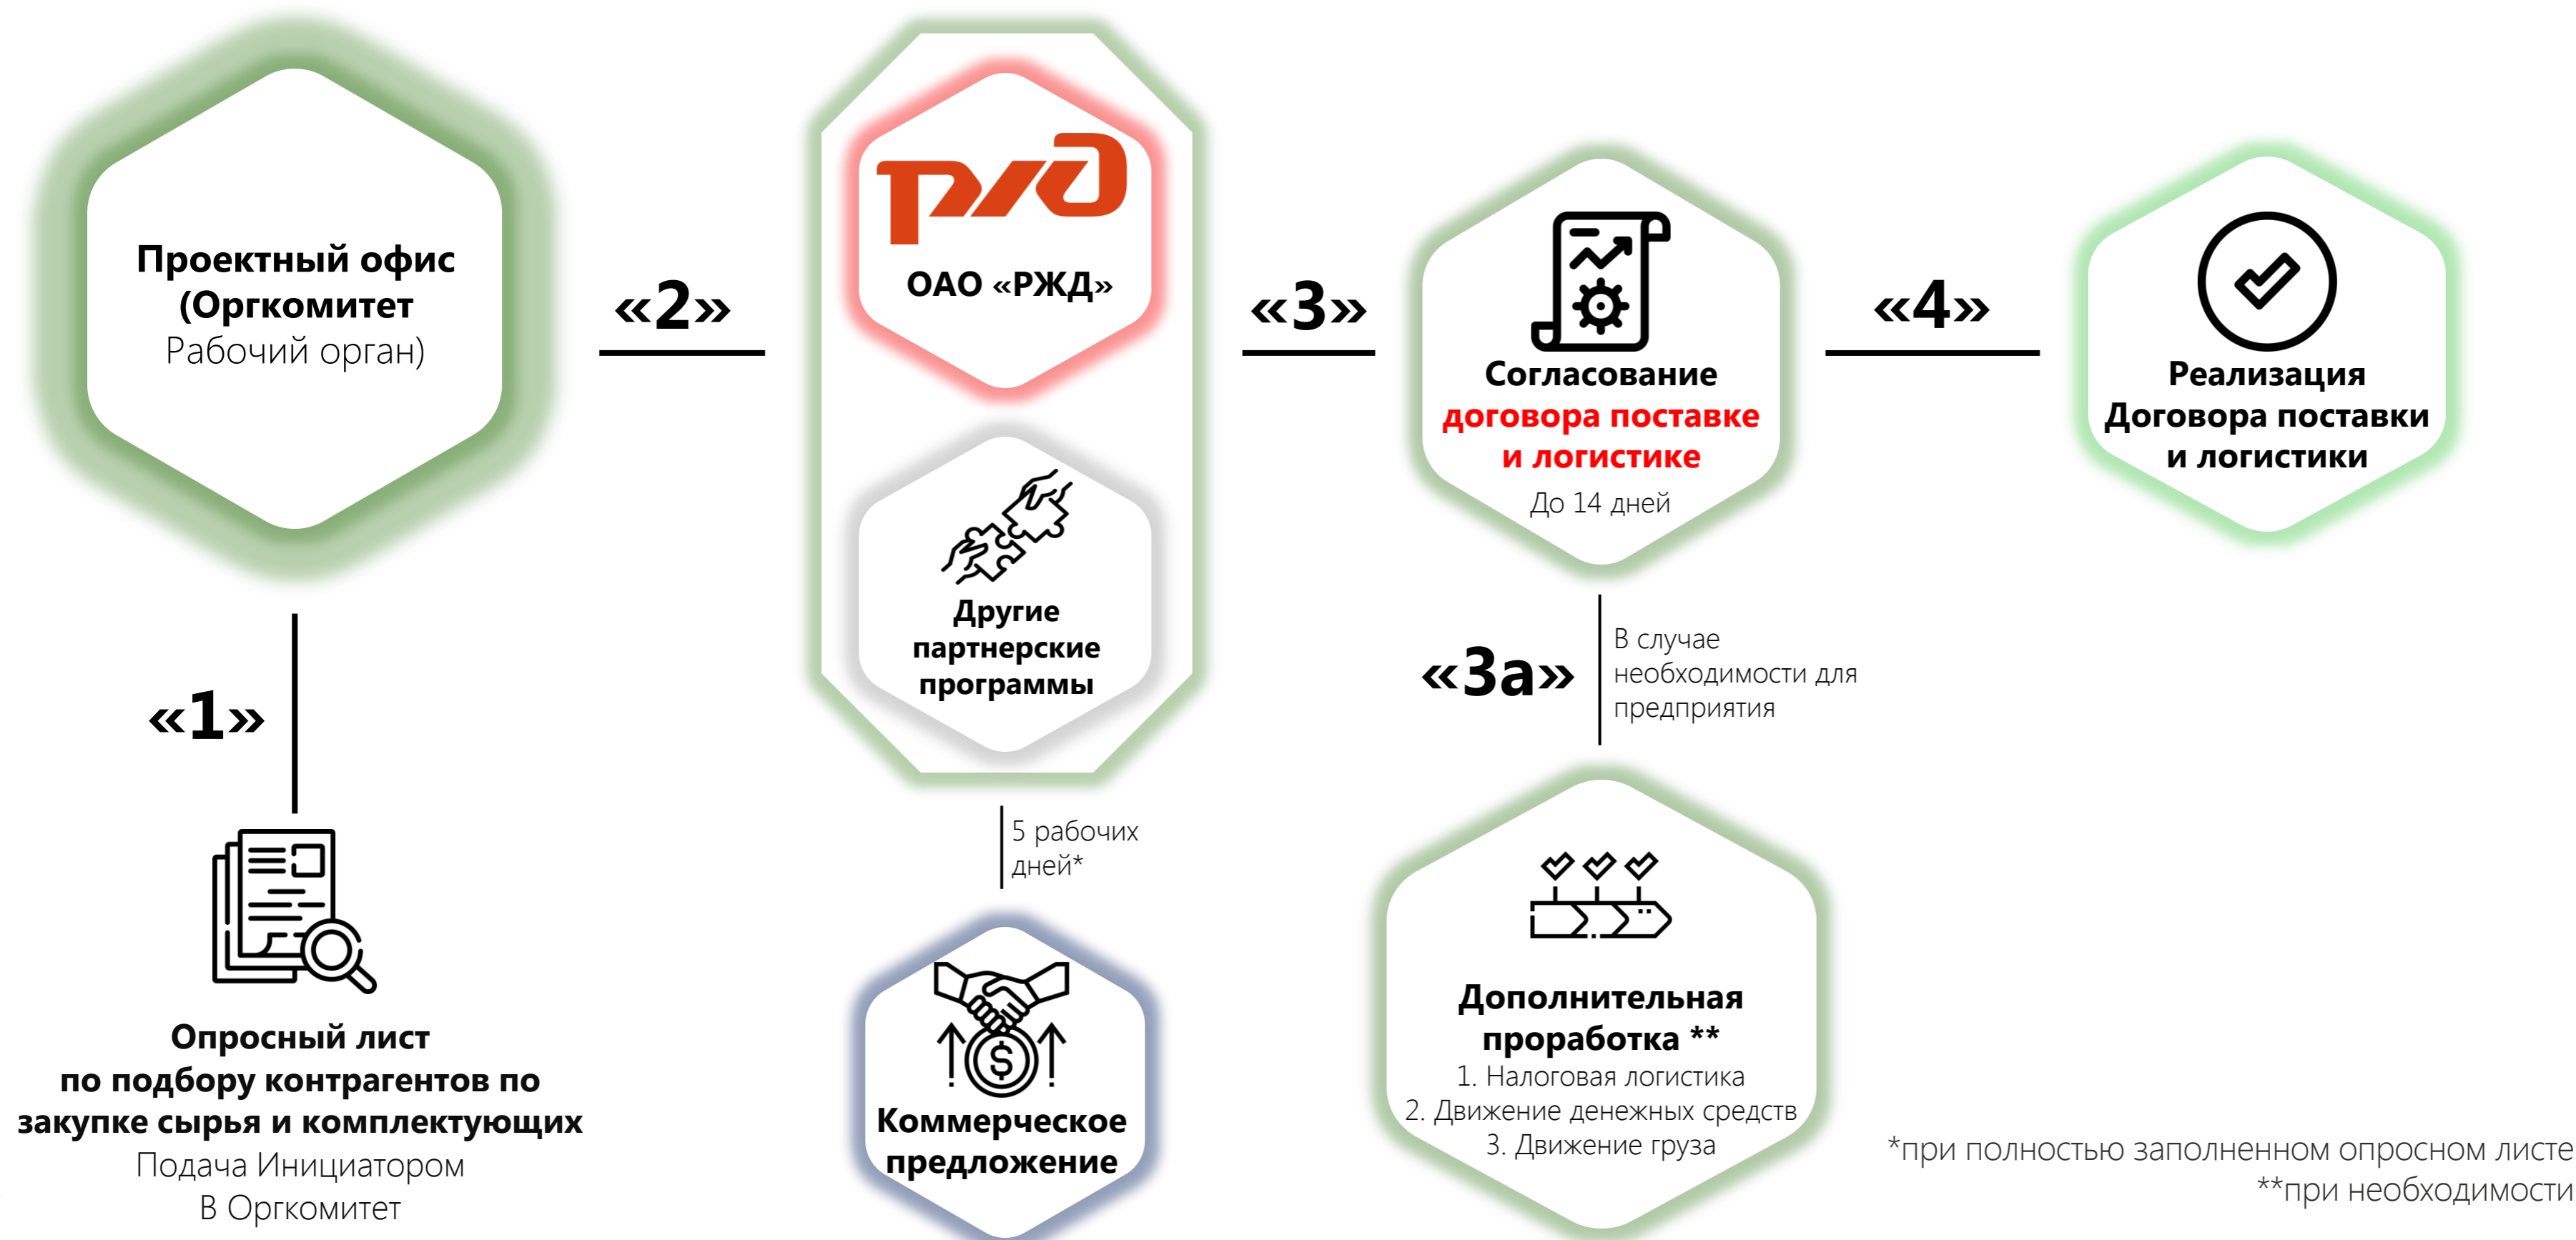 Проектный офис
(Оргкомитет
Рабочий орган)
«1»
Опросный лист
по подбору контрагентов по
закупке сырья и комплектующих
Подача Инициатором
В Оргкомитет
«2»
ржд
ОАО «РЖД»
Другие
партнерские
программы
5 рабочих
дней*
$
Коммерческое
предложение
«3»
Согласование
договора поставке
и логистике
До 14 дней
«3а»
В случае
необходимости для
предприятия
Дополнительная
проработка **
1. Налоговая логистика
2. Движение денежных средств
3. Движение груза
«4»
Реализация
Договора поставки
и логистики
*при полностью заполненном опросном листе
**при необходимости